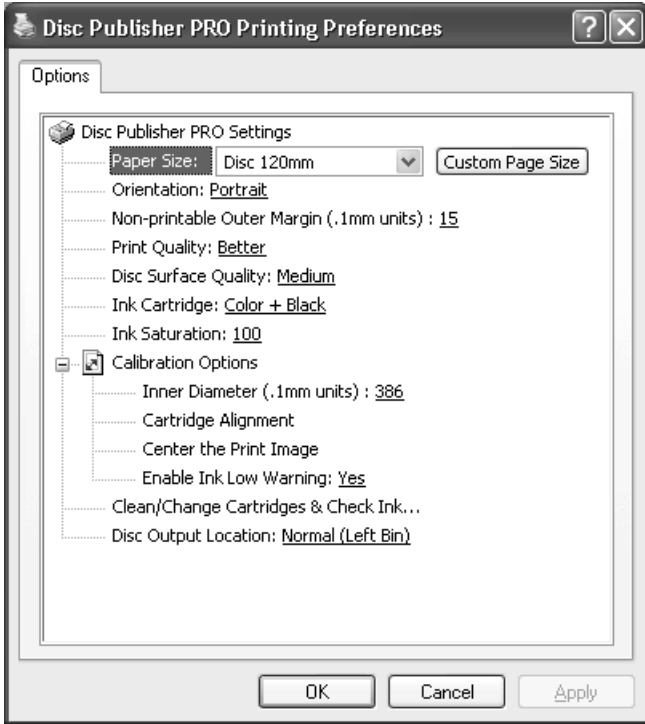 Disc Publisher PRO Printing Preferences
Options
Disc Publisher PRO Settings
Paper Size: Disc 120mm Custom Page Size
Orientation: Portrait
Non-printable Outer Margin (.1mm units) : 15
Print Quality: Better
Disc Surface Quality: Medium
Ink Cartridge: Color + Black
Ink Saturation: 100
Calibration Options
Inner Diameter (.1mm units) : 386
Cartridge Alignment
Center the Print Image
Enable Ink Low Warning: Yes
Clean/Change Cartridges & Check Ink...
Disc Output Location: Normal (Left Bin)
OK Cancel Apply